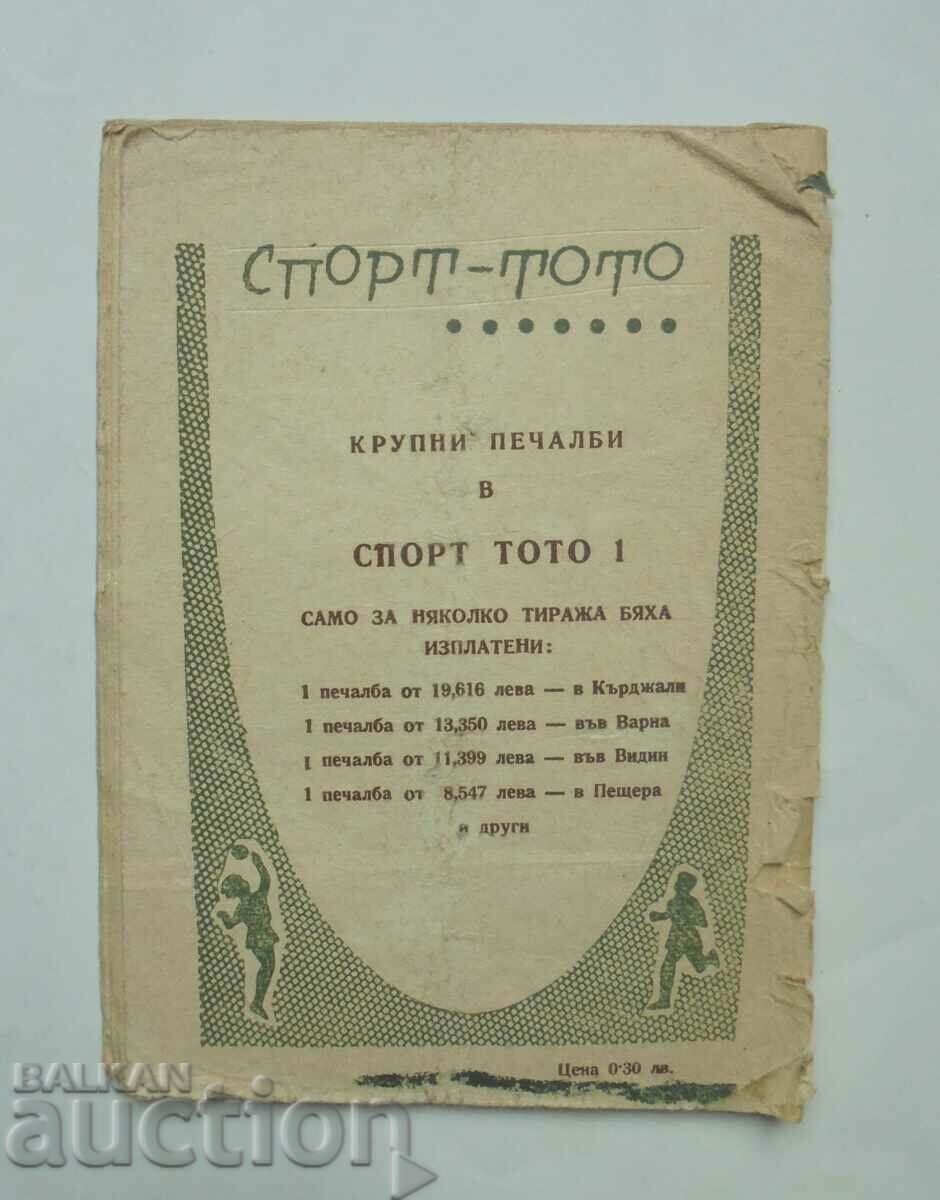 СПОРТ-ТОТО
КРУПНИ ПЕЧАЛБИ
В
СПОРТ ТОТО 1
САМО ЗА НЯКОЛКО ТИРАЖА БЯХА
ИЗПЛАТЕНИ:
1 печалба от 19,616 лева — в Кърджали
1 печалба от 13,350 лева — във Варна
1 печалба от 11,399 лева — във Видин
1 печалба от 8,547 лева — в Пещера
и други
Цена 0·30 лв.
BALKAN
auction